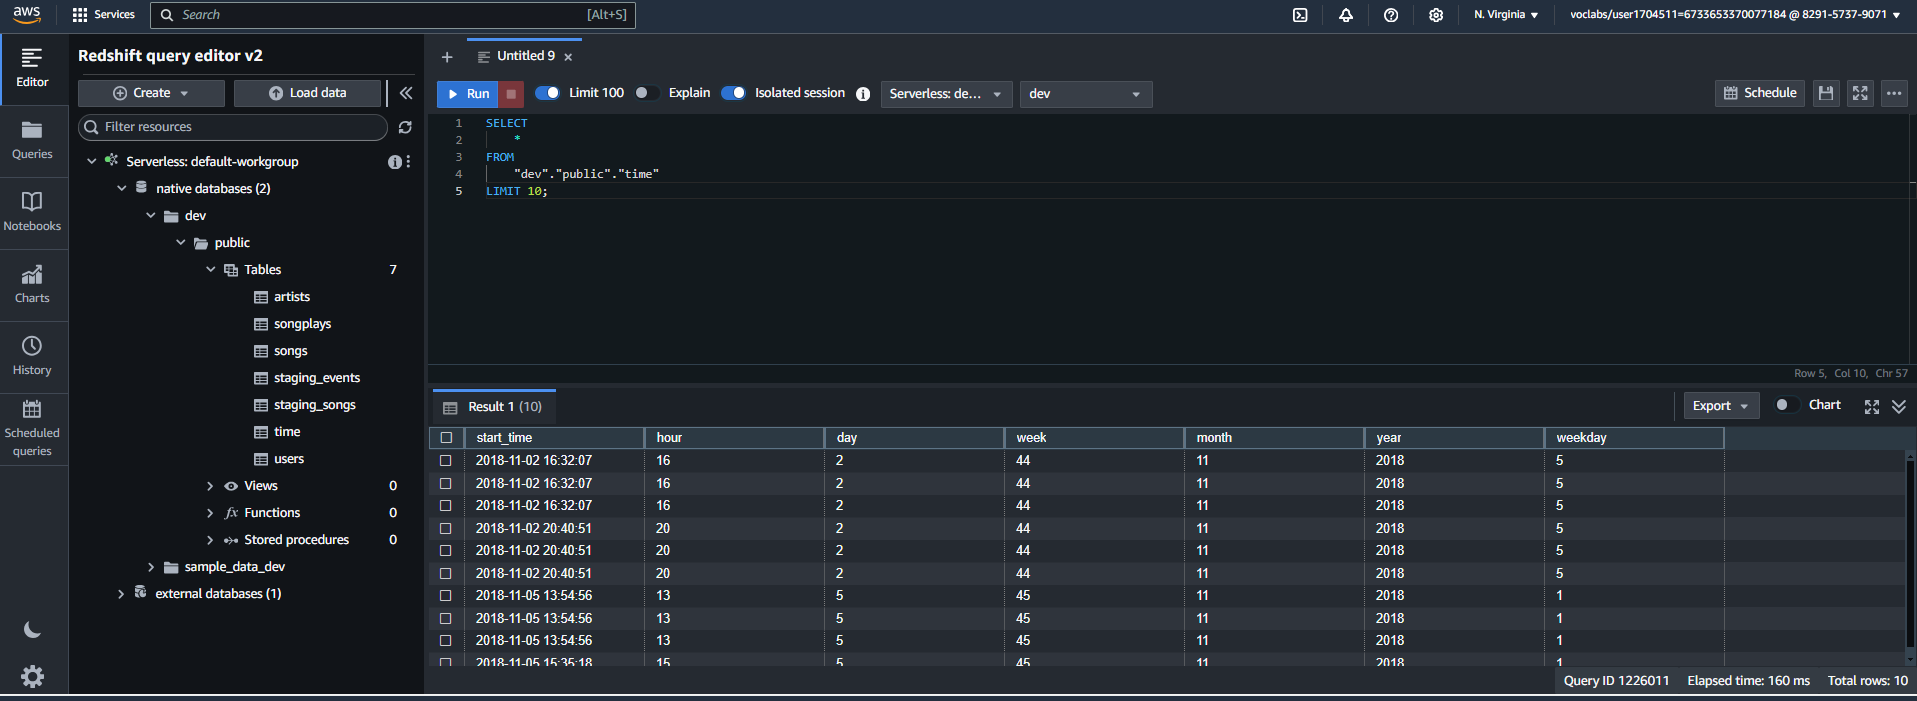 aws Services Search [Alt+S] N. Virginia voclabs/user1704511=6733653370077184 @ 8291-5737-9071
Editor
Queries
Notebooks
Charts
History
Scheduled
queries
Redshift query editor v2
Create Load data
Filter resources
Serverless: default-workgroup
native databases (2)
dev
public
Tables 7
artists
songplays
songs
staging_events
staging_songs
time
users
Views 0
fx Functions 0
Stored procedures 0
sample_data_dev
external databases (1)
Untitled 9
Run Limit 100 Explain Isolated session Serverless: de... dev Schedule
1 SELECT
2 *
3 FROM
4 "dev"."public"."time"
5 LIMIT 10;
Row 5, Col 10, Chr 57
Result 1 (10) Export Chart
start_time hour day week month year weekday
2018-11-02 16:32:07 16 2 44 11 2018 5
2018-11-02 16:32:07 16 2 44 11 2018 5
2018-11-02 16:32:07 16 2 44 11 2018 5
2018-11-02 20:40:51 20 2 44 11 2018 5
2018-11-02 20:40:51 20 2 44 11 2018 5
2018-11-02 20:40:51 20 2 44 11 2018 5
2018-11-05 13:54:56 13 5 45 11 2018 1
2018-11-05 13:54:56 13 5 45 11 2018 1
2018-11-05 13:54:56 13 5 45 11 2018 1
2018-11-05 15:35:18 15 5 45 11 2018 1
Query ID 1226011 Elapsed time: 160 ms Total rows: 10